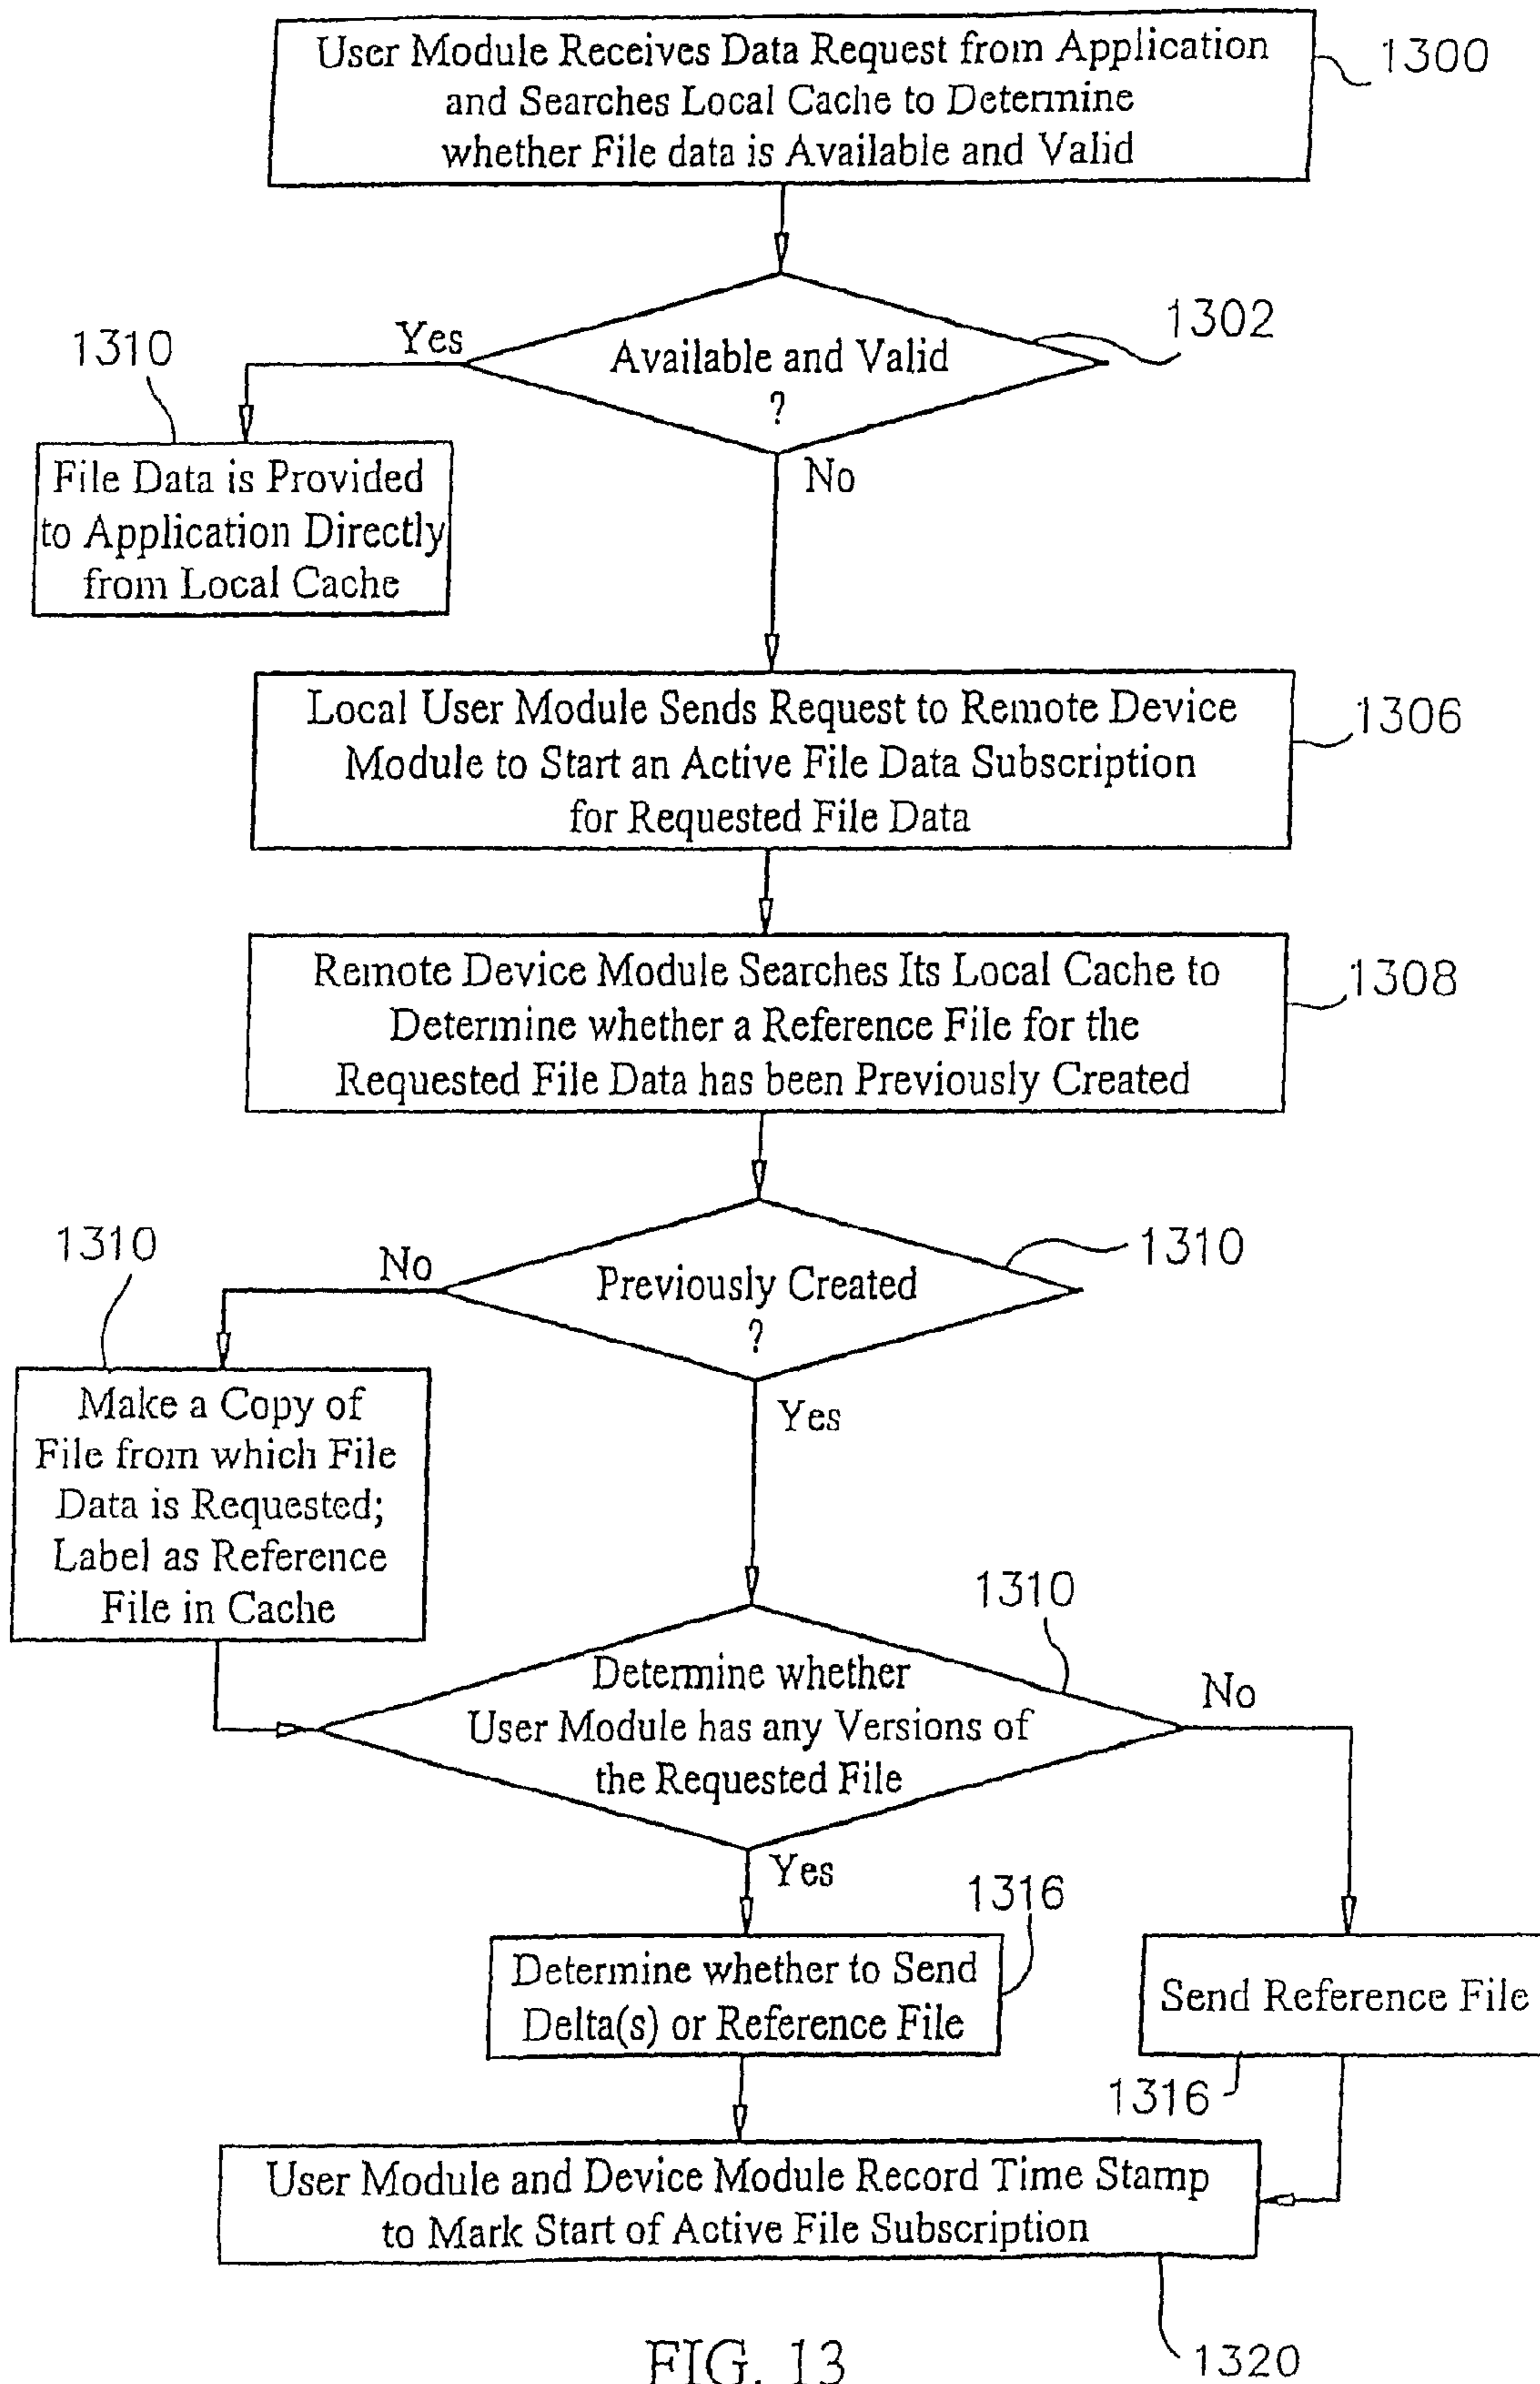 User Module Receives Data Request from Application
and Searches Local Cache to Determine
whether File data is Available and Valid
1300
1302
Available and Valid
?
Yes
No
1310
File Data is Provided
to Application Directly
from Local Cache
Local User Module Sends Request to Remote Device
Module to Start an Active File Data Subscription
for Requested File Data
1306
Remote Device Module Searches Its Local Cache to
Determine whether a Reference File for the
Requested File Data has been Previously Created
1308
1310
Previously Created
?
No
Yes
1310
Make a Copy of
File from which File
Data is Requested;
Label as Reference
File in Cache
1310
Determine whether
User Module has any Versions of
the Requested File
No
Yes
1316
Determine whether to Send
Delta(s) or Reference File
Send Reference File
1316
User Module and Device Module Record Time Stamp
to Mark Start of Active File Subscription
1320
FIG. 13